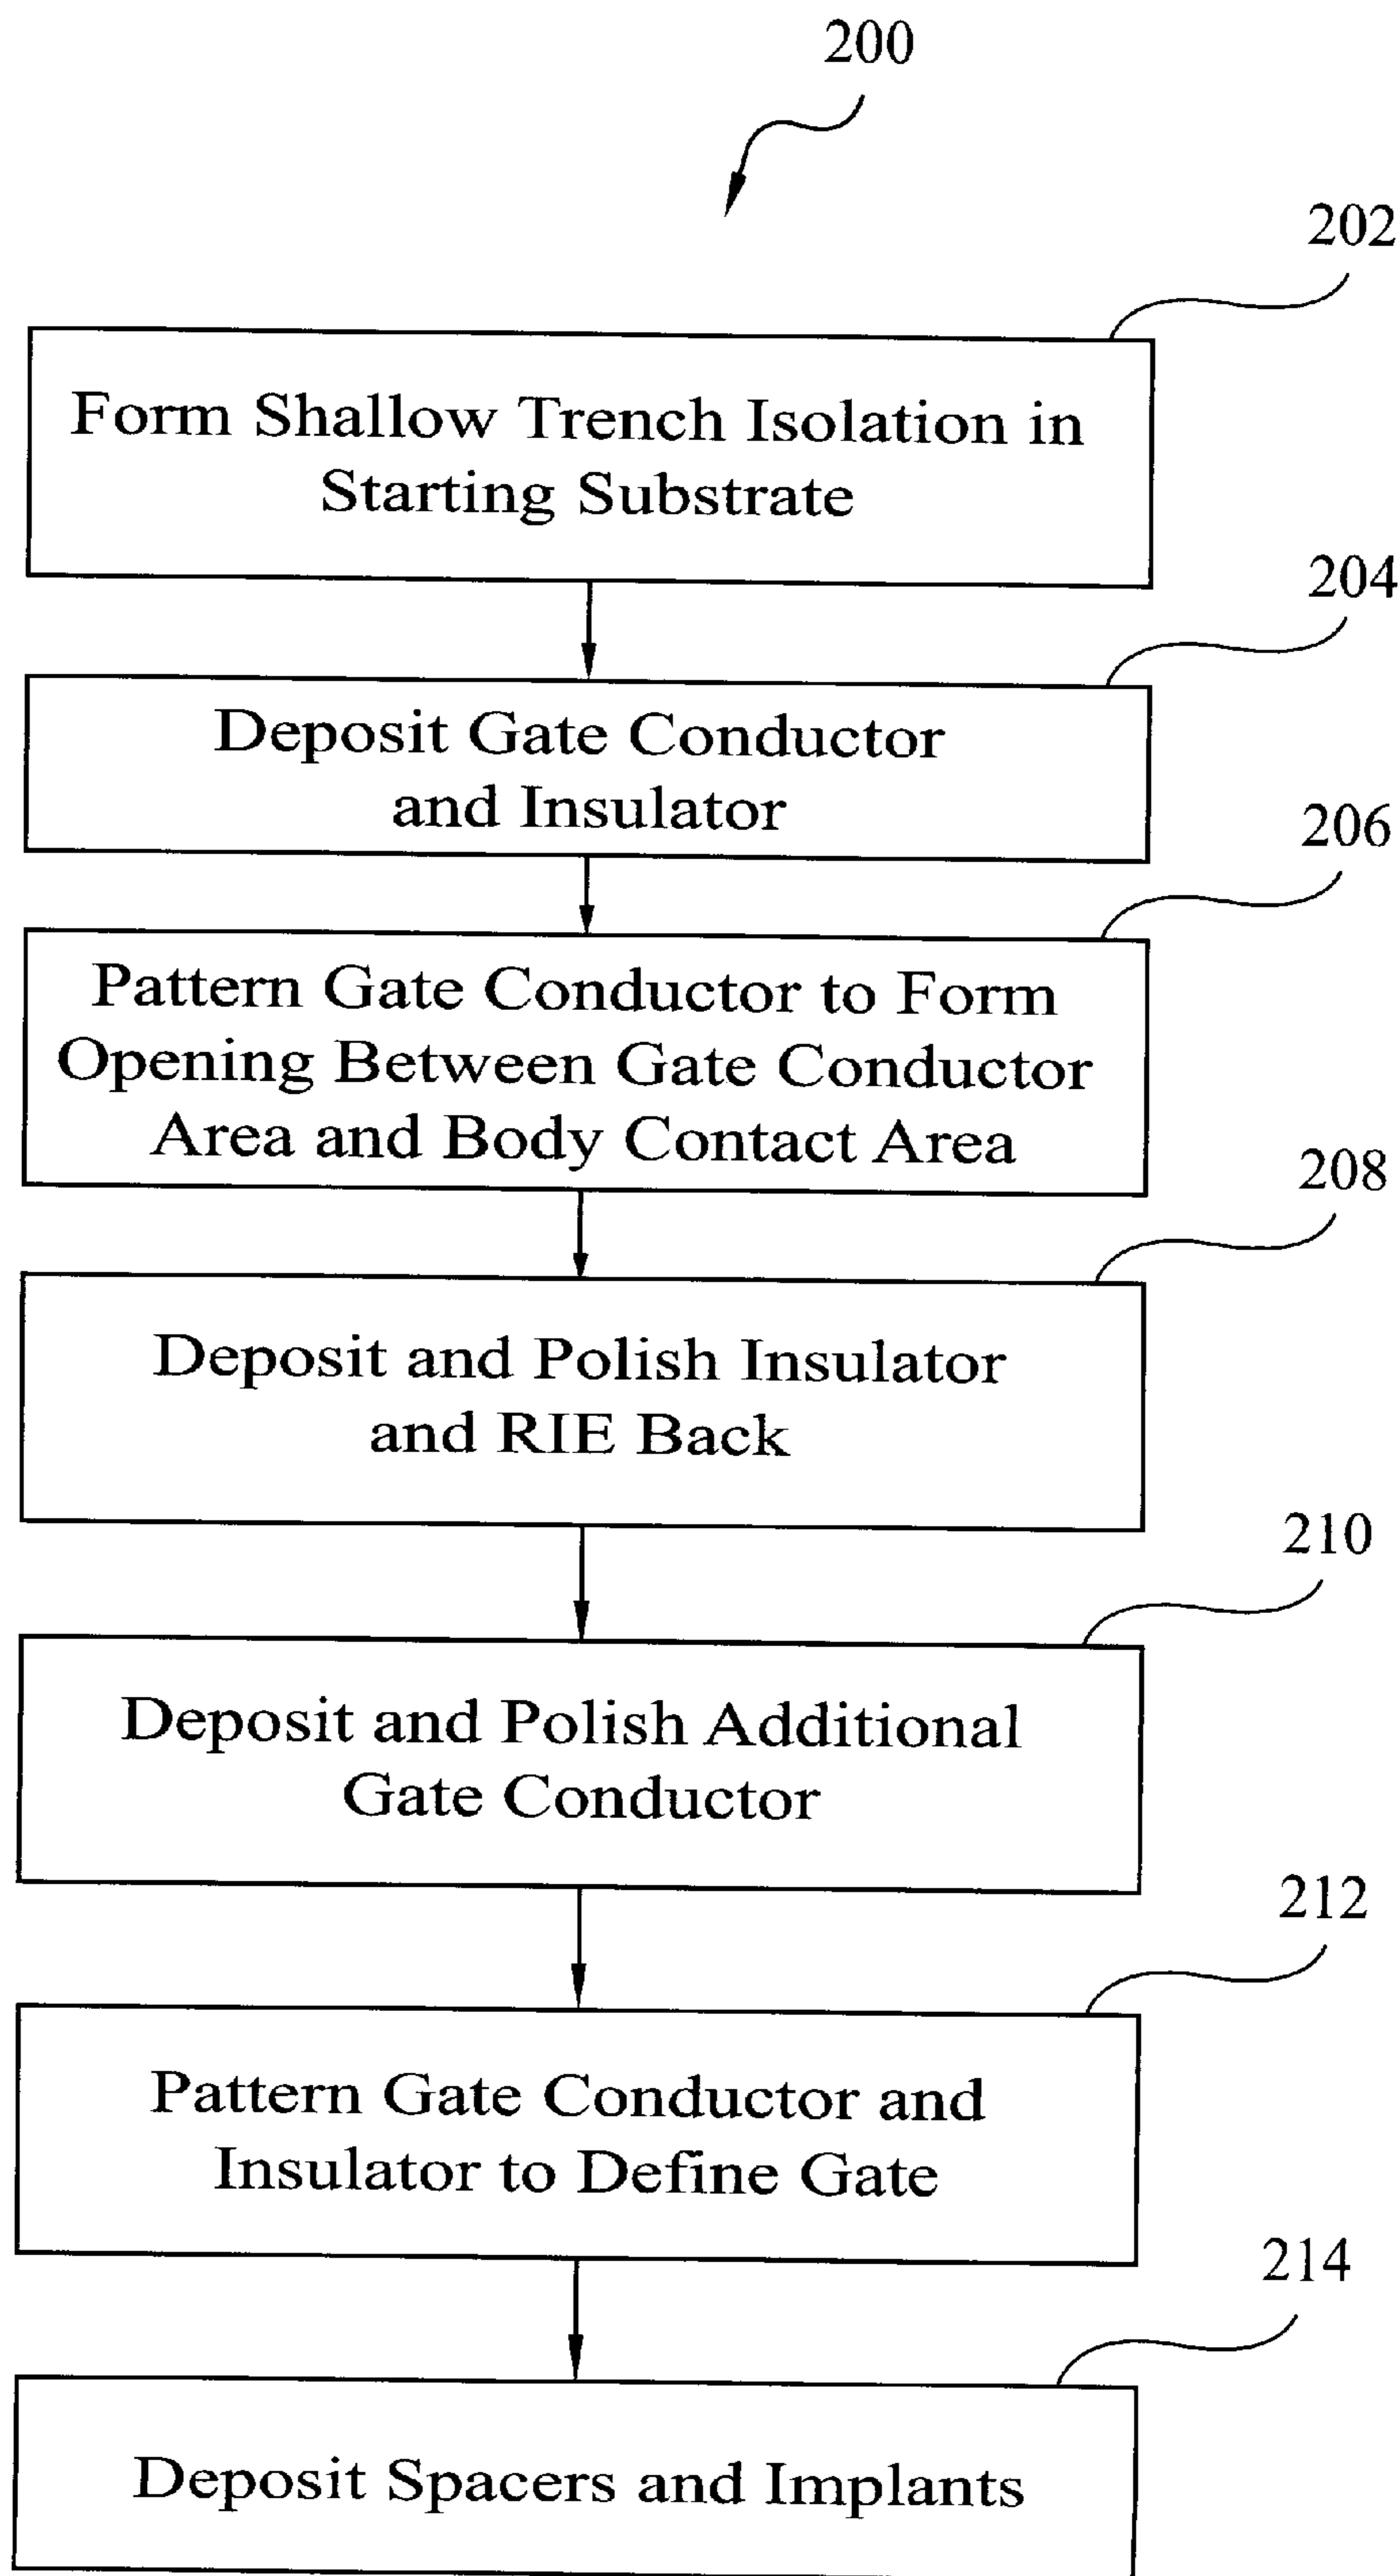 200
202
Form Shallow Trench Isolation in
Starting Substrate
204
Deposit Gate Conductor
and Insulator
206
Pattern Gate Conductor to Form
Opening Between Gate Conductor
Area and Body Contact Area
208
Deposit and Polish Insulator
and RIE Back
210
Deposit and Polish Additional
Gate Conductor
212
Pattern Gate Conductor and
Insulator to Define Gate
214
Deposit Spacers and Implants